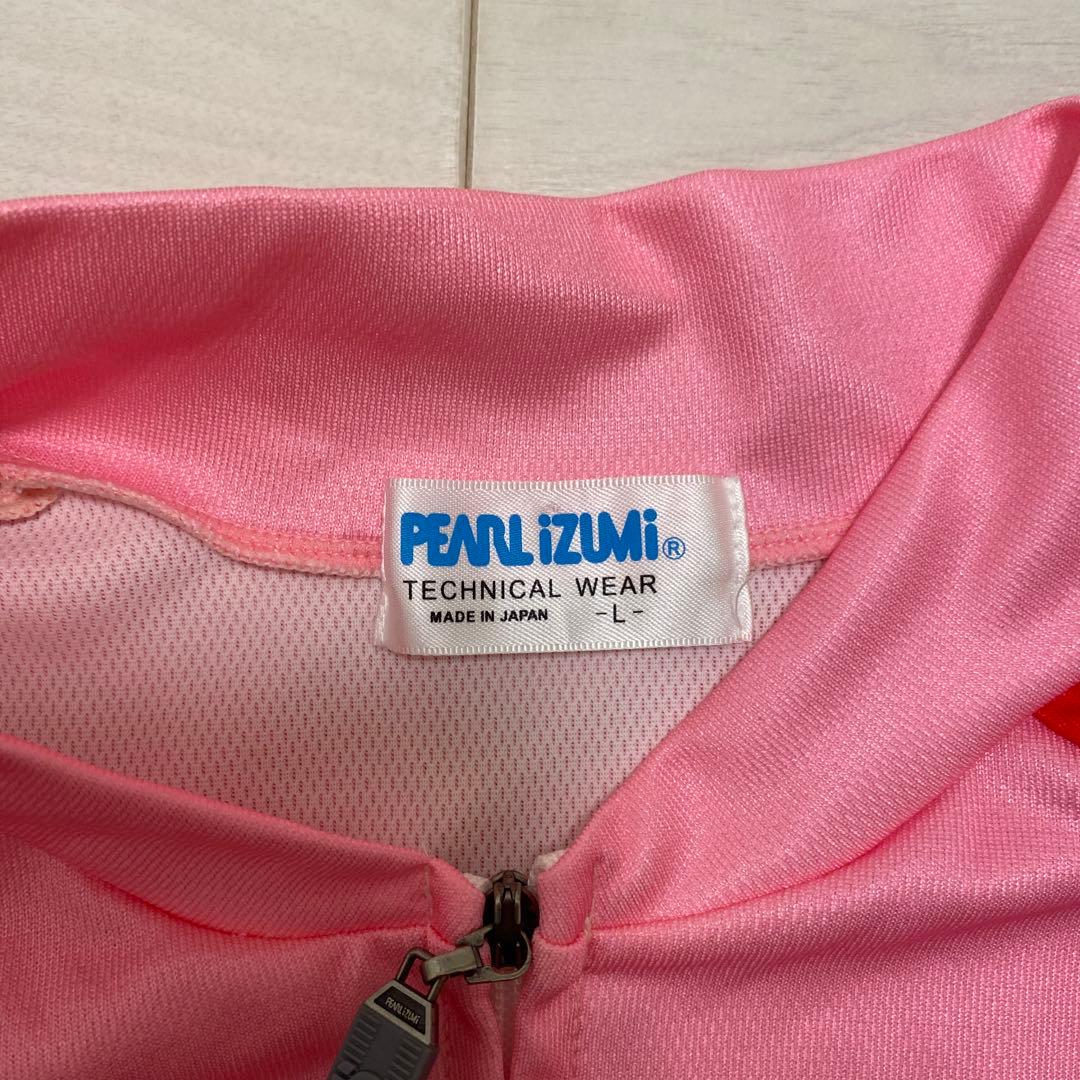 PEARL iZUMi®
TECHNICAL WEAR
MADE IN JAPAN -L-
PEARL iZUMi